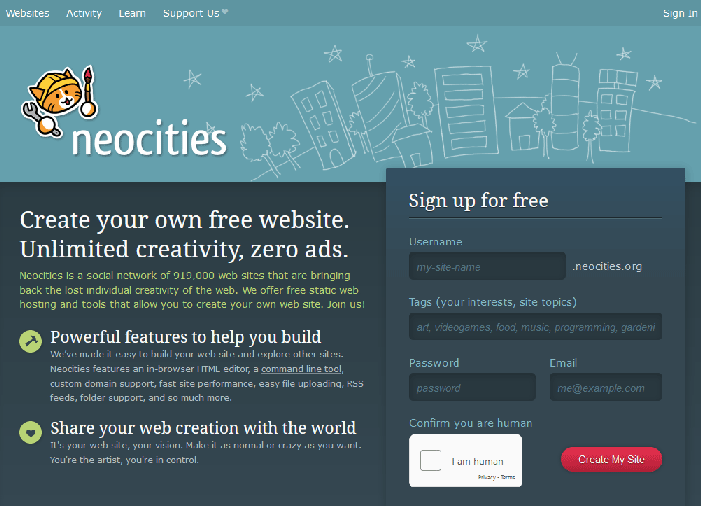 Websites Activity Learn Support Us Sign In
neocities
Create your own free website.
Unlimited creativity, zero ads.
Neocities is a social network of 919,000 web sites that are bringing
back the lost individual creativity of the web. We offer free static web
hosting and tools that allow you to create your own web site. Join us!
Powerful features to help you build
We've made it easy to build your web site and explore other sites.
Neocities features an in-browser HTML editor, a command line tool,
custom domain support, fast site performance, easy file uploading, RSS
feeds, folder support, and so much more.
Share your web creation with the world
It's your web site, your vision. Make it as normal or crazy as you want.
You're the artist, you're in control.
Sign up for free
Username
my-site-name .neocities.org
Tags (your interests, site topics)
art, videogames, food, music, programming, gardeni
Password Email
password me@example.com
Confirm you are human
I am human
Privacy - Terms
Create My Site